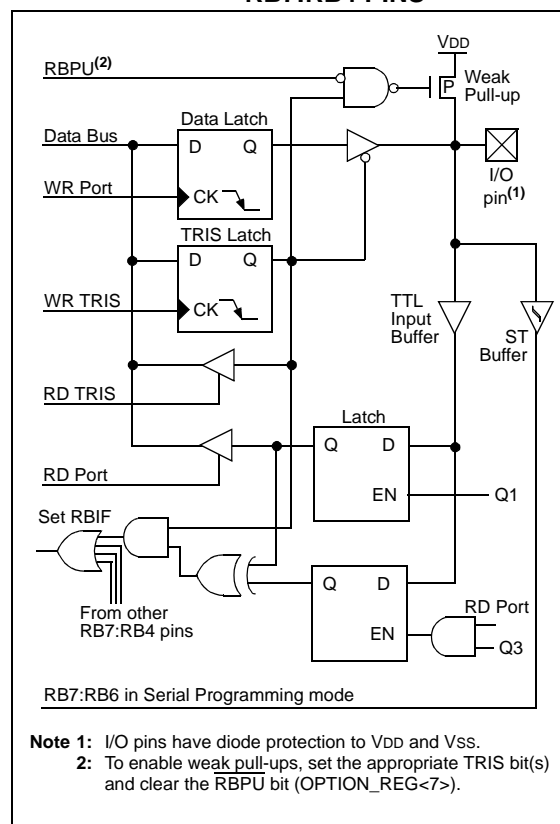 RB7:RB4 PINS
VDD
RBPU(2)
P
Weak
Pull-up
Data Latch
Data Bus
D Q
WR Port
CK
I/O
pin(1)
TRIS Latch
D Q
WR TRIS
CK
TTL
Input
Buffer
ST
Buffer
RD TRIS
Latch
Q D
RD Port
EN
Q1
Set RBIF
Q D
RD Port
From other
RB7:RB4 pins
EN
Q3
RB7:RB6 in Serial Programming mode
Note 1: I/O pins have diode protection to VDD and VSS.
2: To enable weak pull-ups, set the appropriate TRIS bit(s)
and clear the RBPU bit (OPTION_REG<7>).